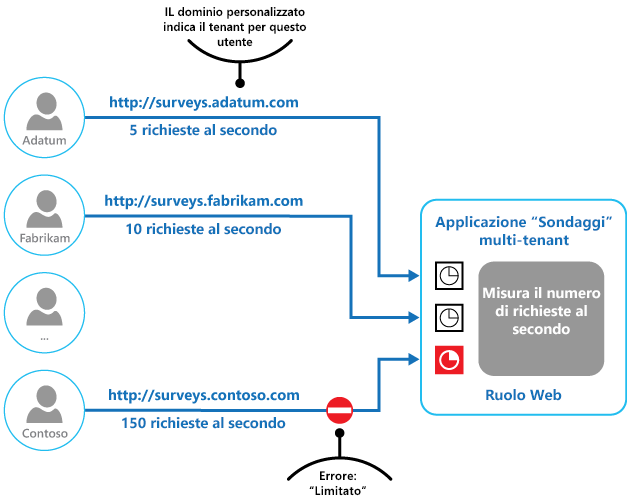 IL dominio personalizzato
indica il tenant per questo
utente
http://surveys.adatum.com
5 richieste al secondo
Adatum
http://surveys.fabrikam.com
10 richieste al secondo
Fabrikam
...
http://surveys.contoso.com
150 richieste al secondo
Contoso
Errore:
“Limitato”
Applicazione “Sondaggi”
multi-tenant
Misura il numero
di richieste al
secondo
Ruolo Web